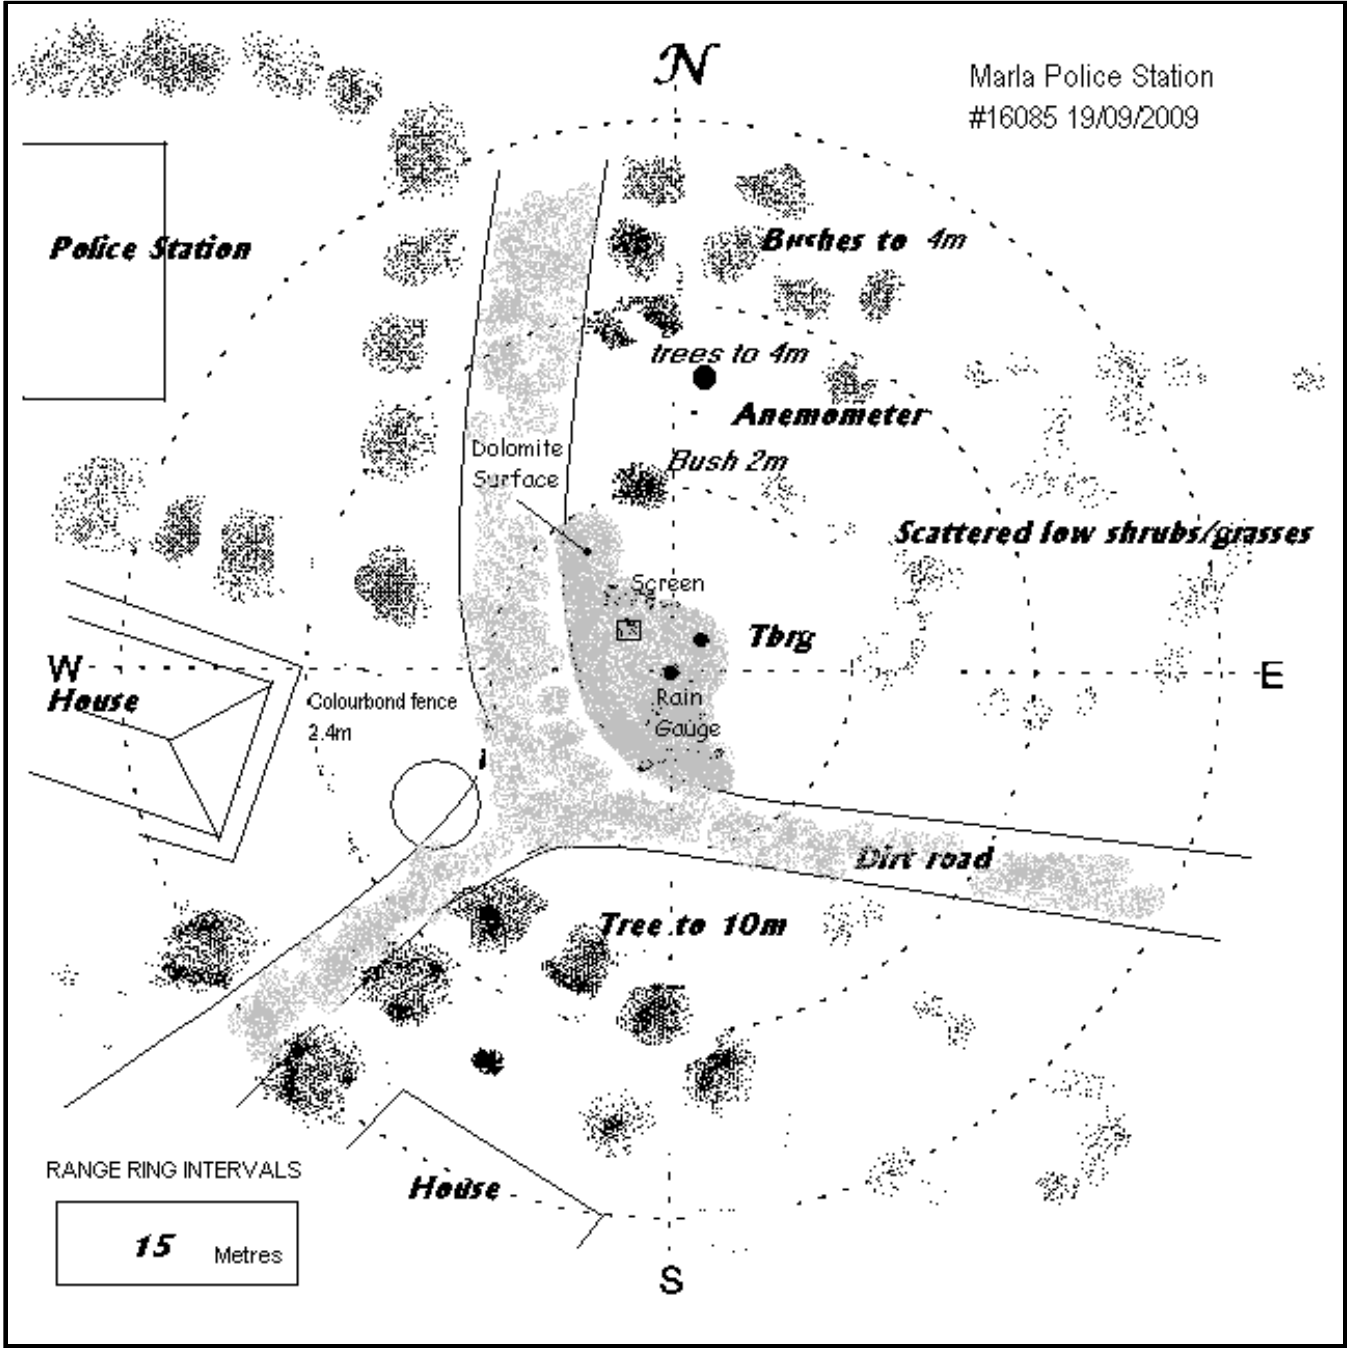 N
Marla Police Station
#16085 19/09/2009
Police Station
Bushes to 4m
trees to 4m
Anemometer
Dolomite
Surface
Bush 2m
Scattered low shrubs/grasses
Screen
Tbrg
W
House
E
Rain
Gauge
Colourbond fence
2.4m
Dirt road
Tree to 10m
RANGE RING INTERVALS
15 Metres
House
S